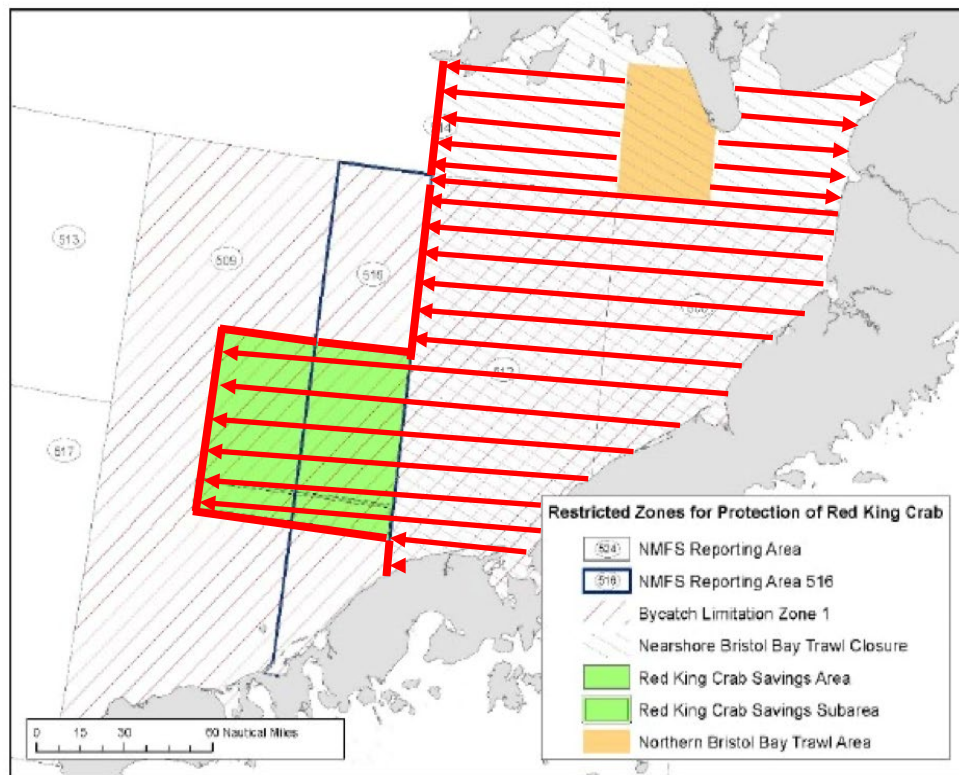 513
509
516
517
512
Restricted Zones for Protection of Red King Crab
524 NMFS Reporting Area
516 NMFS Reporting Area 516
Bycatch Limitation Zone 1
Nearshore Bristol Bay Trawl Closure
Red King Crab Savings Area
Red King Crab Savings Subarea
Northern Bristol Bay Trawl Area
0 15 30 60 Nautical Miles